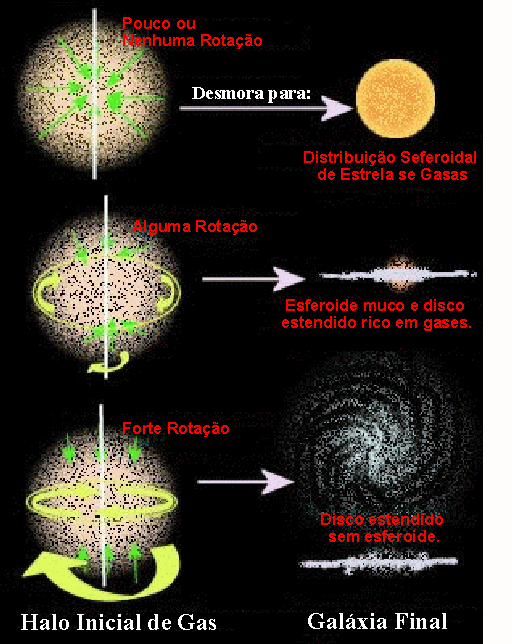 Pouco ou
Nenhuma Rotação
Desmora para:
Distribuição Seferoidal
de Estrela se Gasas
Alguma Rotação
Esferoide muco e disco
estendido rico em gases.
Forte Rotação
Disco estendido
sem esferoide.
Halo Inicial de Gas
Galáxia Final